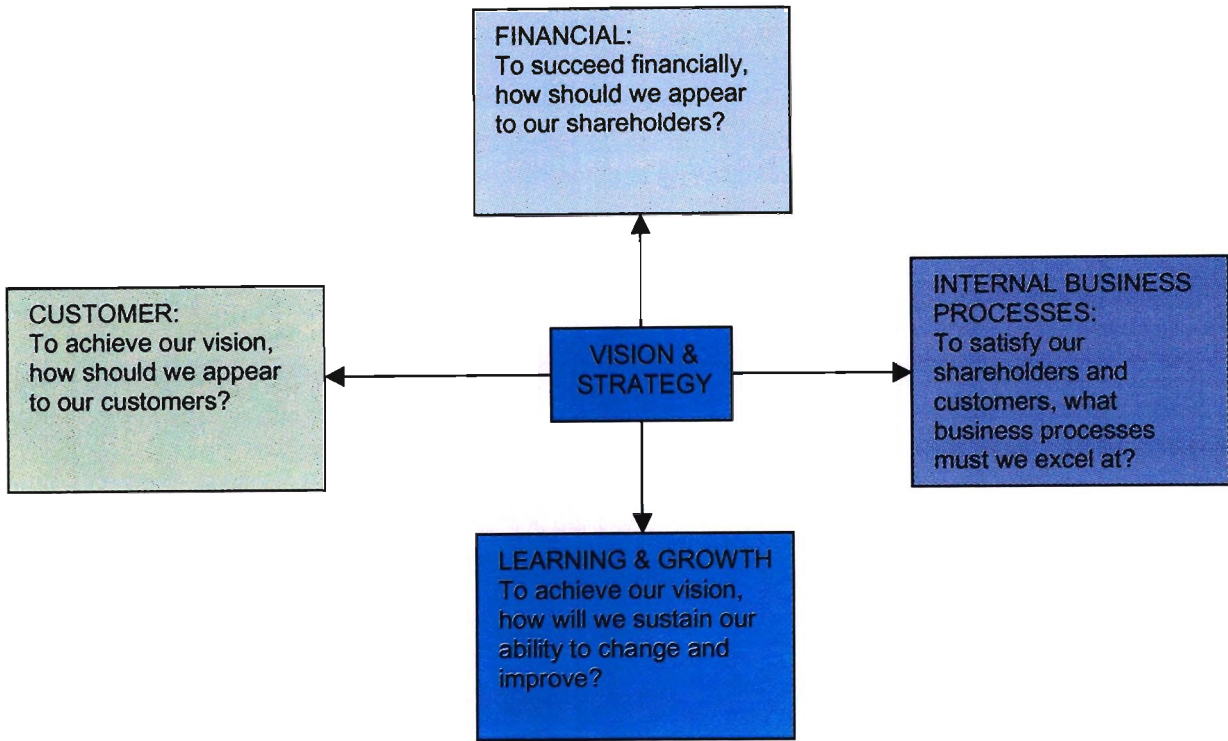 FINANCIAL:
To succeed financially,
how should we appear
to our shareholders?
CUSTOMER:
To achieve our vision,
how should we appear
to our customers?
VISION &
STRATEGY
INTERNAL BUSINESS
PROCESSES:
To satisfy our
shareholders and
customers, what
business processes
must we excel at?
LEARNING & GROWTH
To achieve our vision,
how will we sustain our
ability to change and
improve?